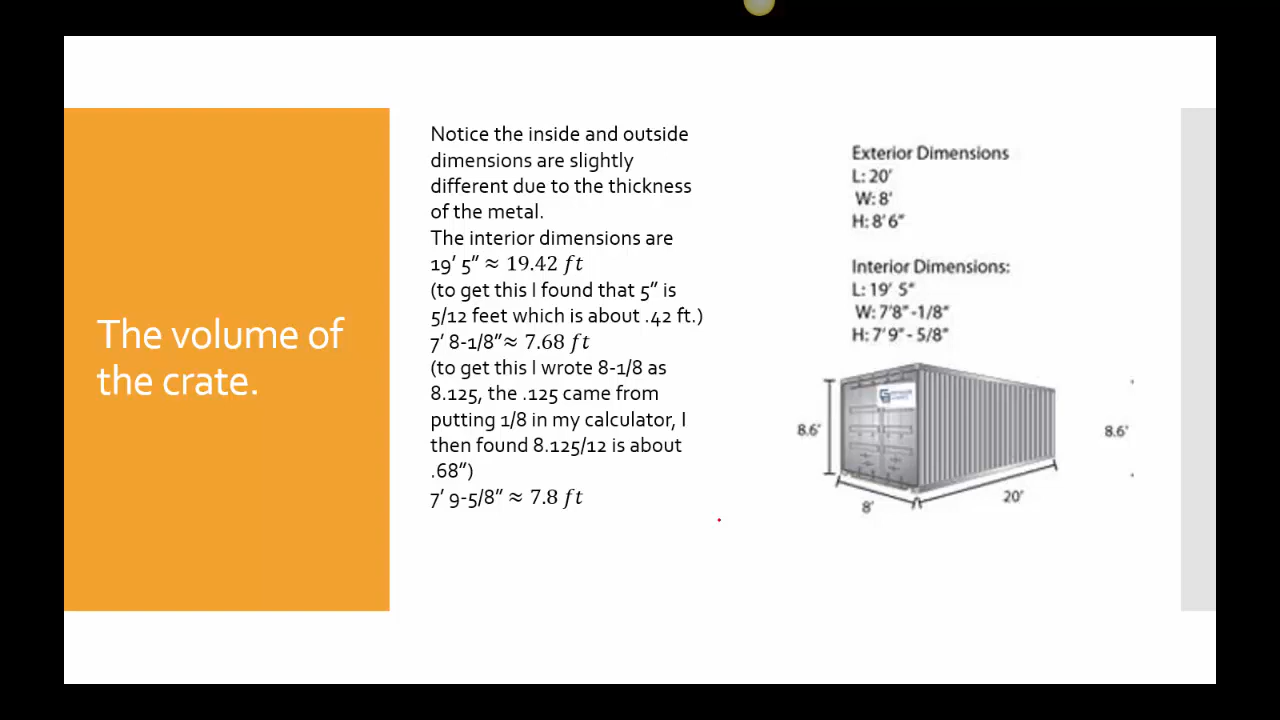 The volume of
the crate.
Notice the inside and outside
dimensions are slightly
different due to the thickness
of the metal.
The interior dimensions are
19’ 5” ≈ 19.42 ft
(to get this I found that 5” is
5/12 feet which is about .42 ft.)
7’ 8-1/8”≈ 7.68 ft
(to get this I wrote 8-1/8 as
8.125, the .125 came from
putting 1/8 in my calculator, I
then found 8.125/12 is about
.68”)
7’ 9-5/8” ≈ 7.8 ft
Exterior Dimensions
L: 20’
W: 8’
H: 8’ 6”
Interior Dimensions:
L: 19’ 5”
W: 7’8” -1/8”
H: 7’9” - 5/8”
8.6’
8.6’
8’
20’